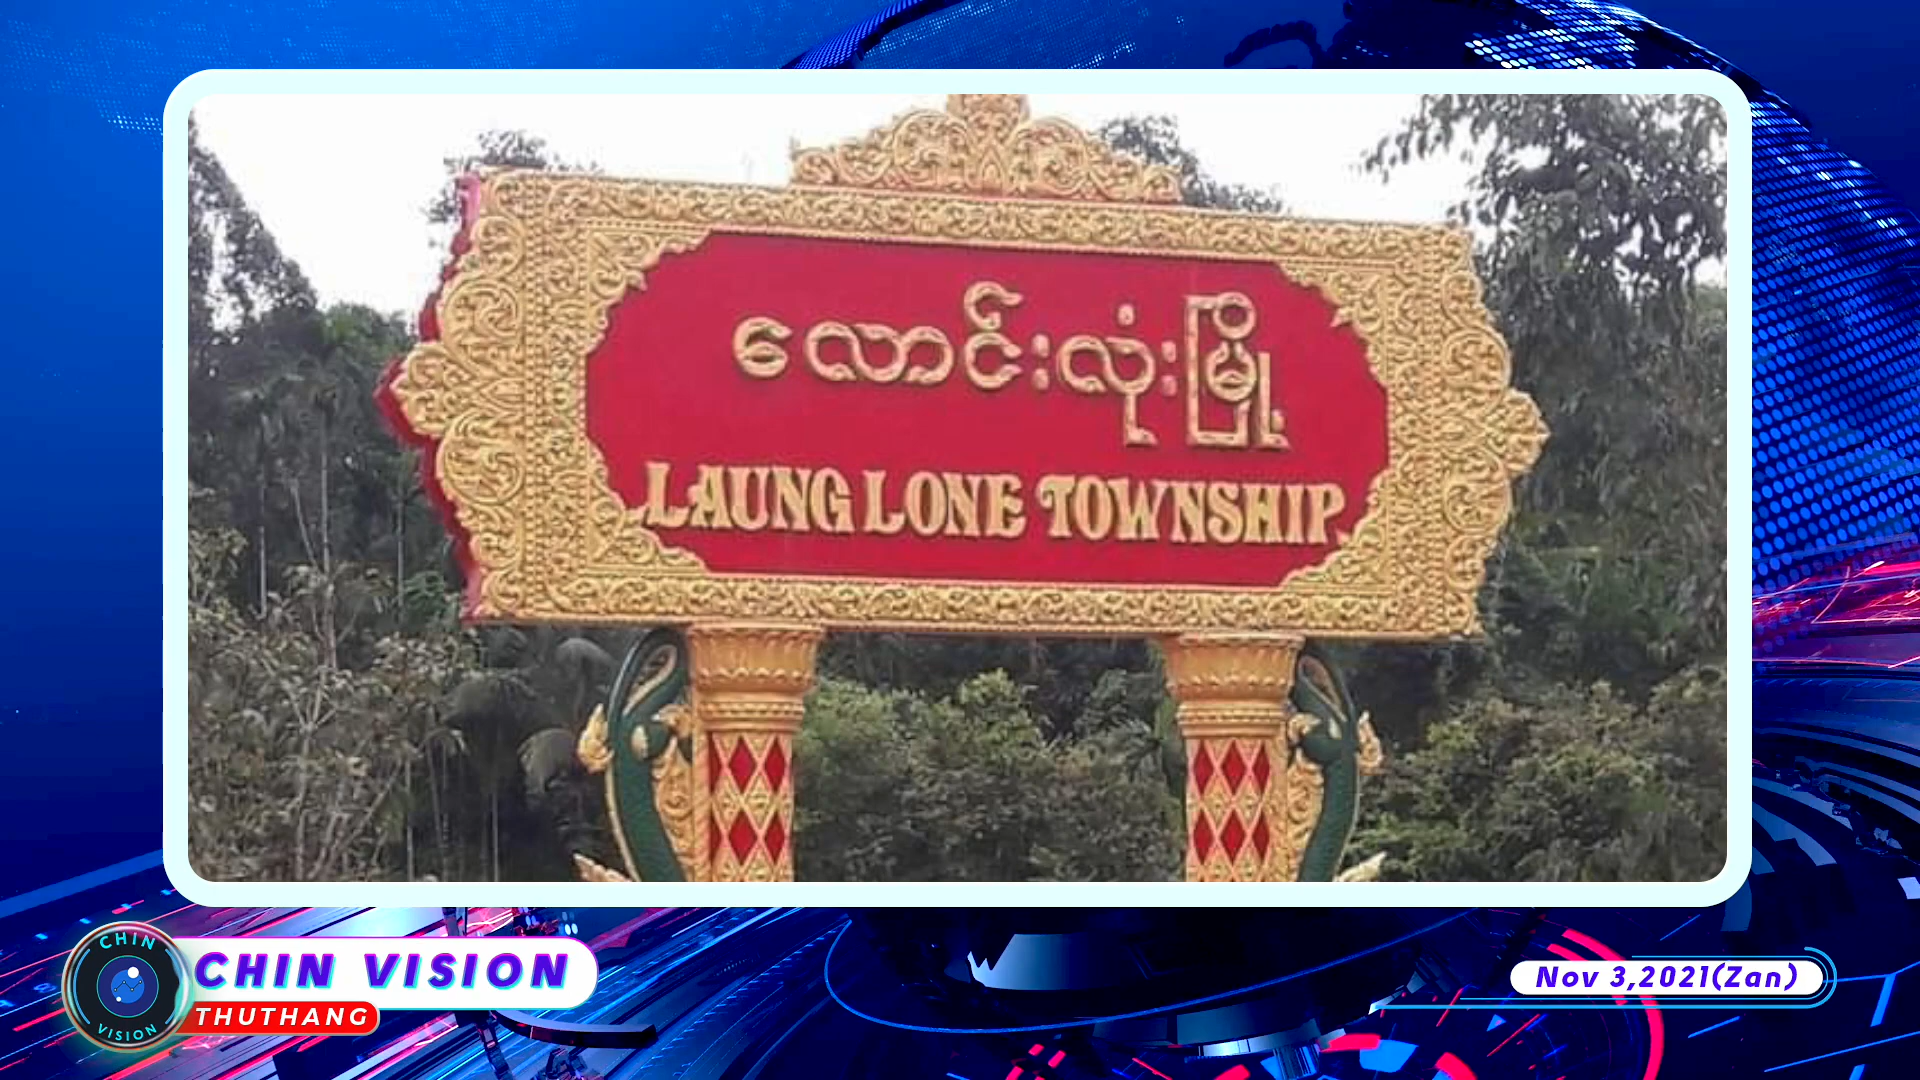 လောင်းလုံးမြို့
LAUNG LONE TOWNSHIP
CHIN
VISION
CHIN VISION
THUTHANG
Nov 3,2021(Zan)